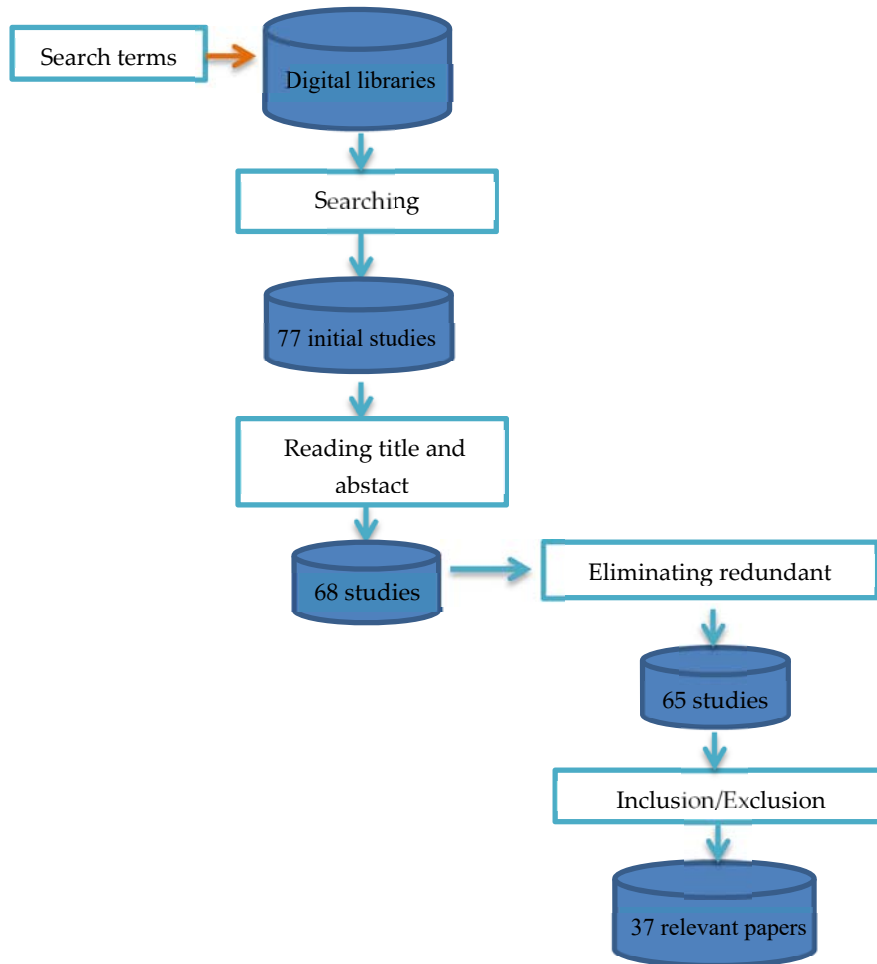 Search terms
Digital libraries
Searching
77 initial studies
Reading title and
abstact
68 studies
Eliminating redundant
65 studies
Inclusion/Exclusion
37 relevant papers